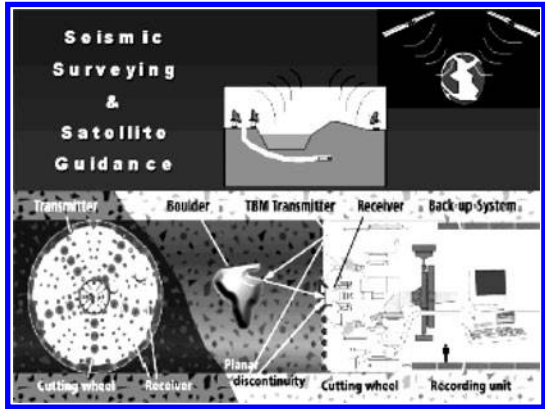 Seismic
Surveying
&
Satellite
Guidance
Transmitter Boulder TBM Transmitter Receiver Back-up-System
Planar
discontinuity
Cutting wheel Receiver Cutting wheel Recording unit